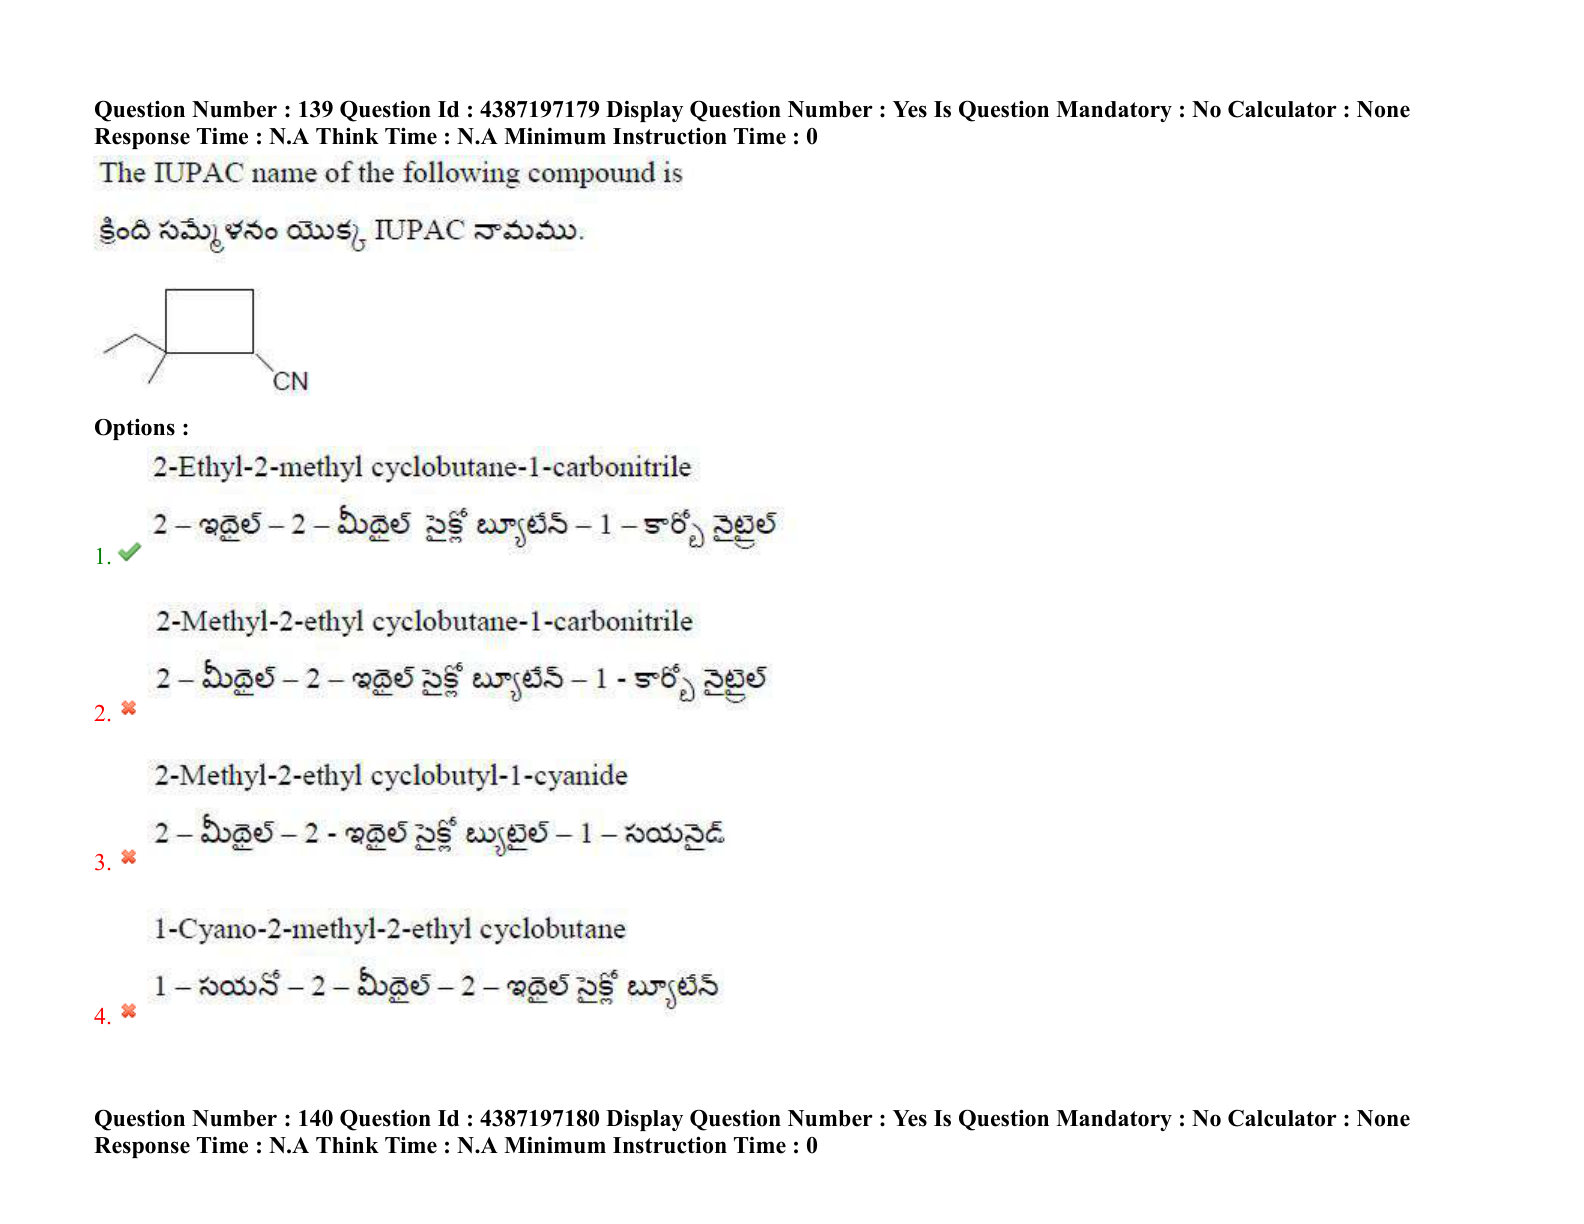 Question Number : 139 Question Id : 4387197179 Display Question Number : Yes Is Question Mandatory : No Calculator : None
Response Time : N.A Think Time : N.A Minimum Instruction Time : 0
The IUPAC name of the following compound is
క్రింది సమ్మేళనం యొక్క IUPAC నామము.
CN
Options :
2-Ethyl-2-methyl cyclobutane-1-carbonitrile
2 – ఇథైల్ – 2 – మీథైల్ సైక్లో బ్యూటేన్ – 1 – కార్బో నైట్రైల్
1.
2-Methyl-2-ethyl cyclobutane-1-carbonitrile
2 – మీథైల్ – 2 – ఇథైల్ సైక్లో బ్యూటేన్ – 1 - కార్బో నైట్రైల్
2.
2-Methyl-2-ethyl cyclobutyl-1-cyanide
2 – మీథైల్ – 2 - ఇథైల్ సైక్లో బ్యుటైల్ – 1 – సయనైడ్
3.
1-Cyano-2-methyl-2-ethyl cyclobutane
1 – సయనో – 2 – మీథైల్ – 2 – ఇథైల్ సైక్లో బ్యూటేన్
4.
Question Number : 140 Question Id : 4387197180 Display Question Number : Yes Is Question Mandatory : No Calculator : None
Response Time : N.A Think Time : N.A Minimum Instruction Time : 0